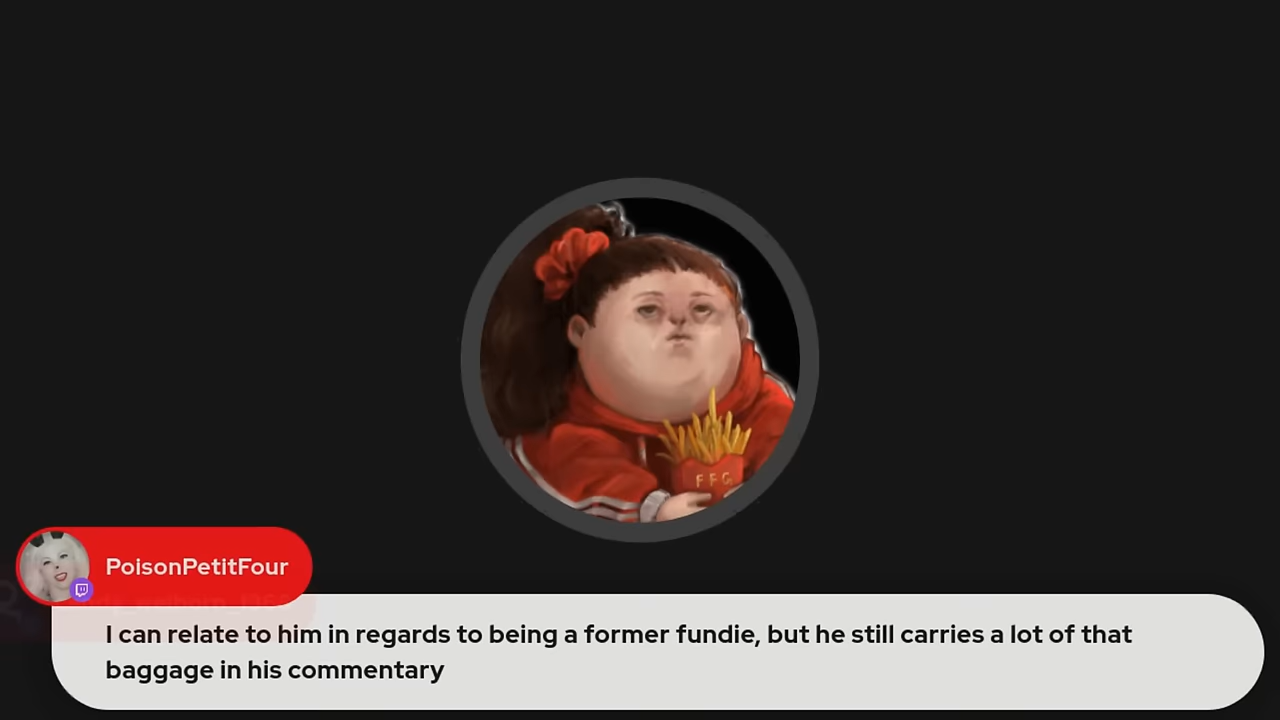 FFG
PoisonPetitFour
I can relate to him in regards to being a former fundie, but he still carries a lot of that
baggage in his commentary